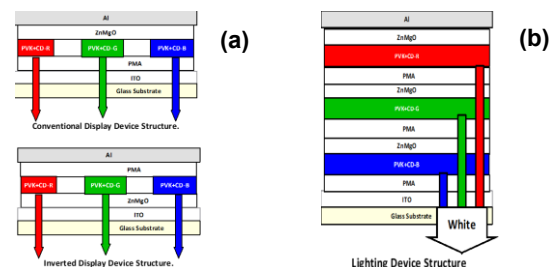 (a)
Al
ZnMgO
PVK+CD-R PVK+CD-G PVK+CD-B
PMA
ITO
Glass Substrate
Conventional Display Device Structure.
Al
PMA
PVK+CD-R PVK+CD-G PVK+CD-B
ZnMgO
ITO
Glass Substrate
Inverted Display Device Structure.
(b)
Al
ZnMgO
PVK+CD-R
PMA
ZnMgO
PVK+CD-G
PMA
ZnMgO
PVK+CD-B
PMA
ITO
Glass Substrate
White
Lighting Device Structure